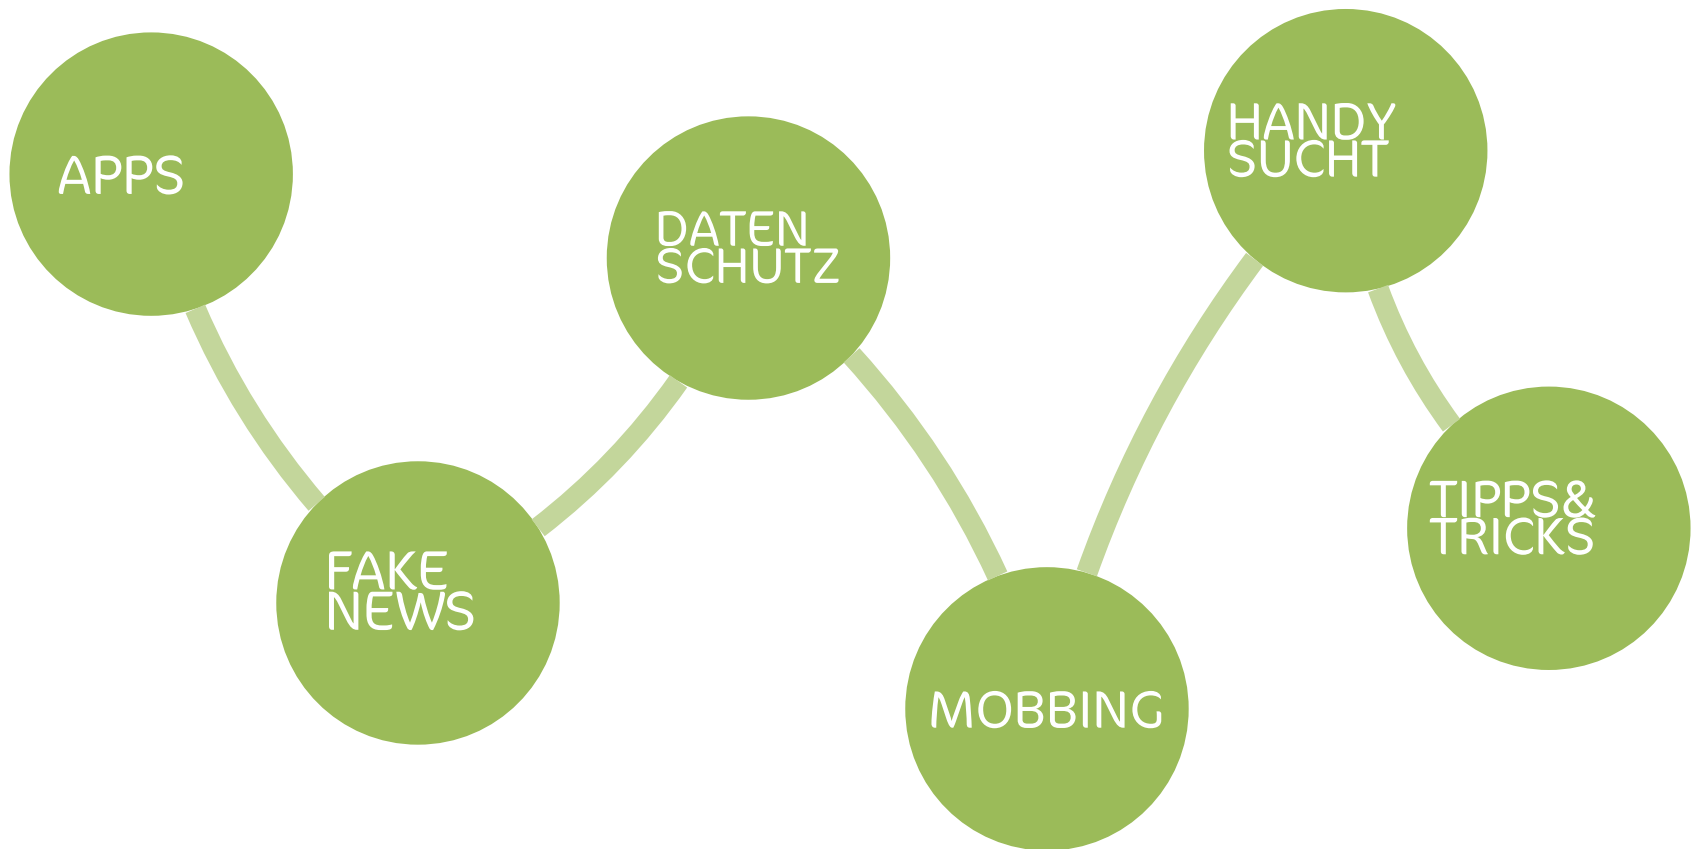 APPS
FAKE
NEWS
DATEN
SCHUTZ
MOBBING
HANDY
SUCHT
TIPPS&
TRICKS